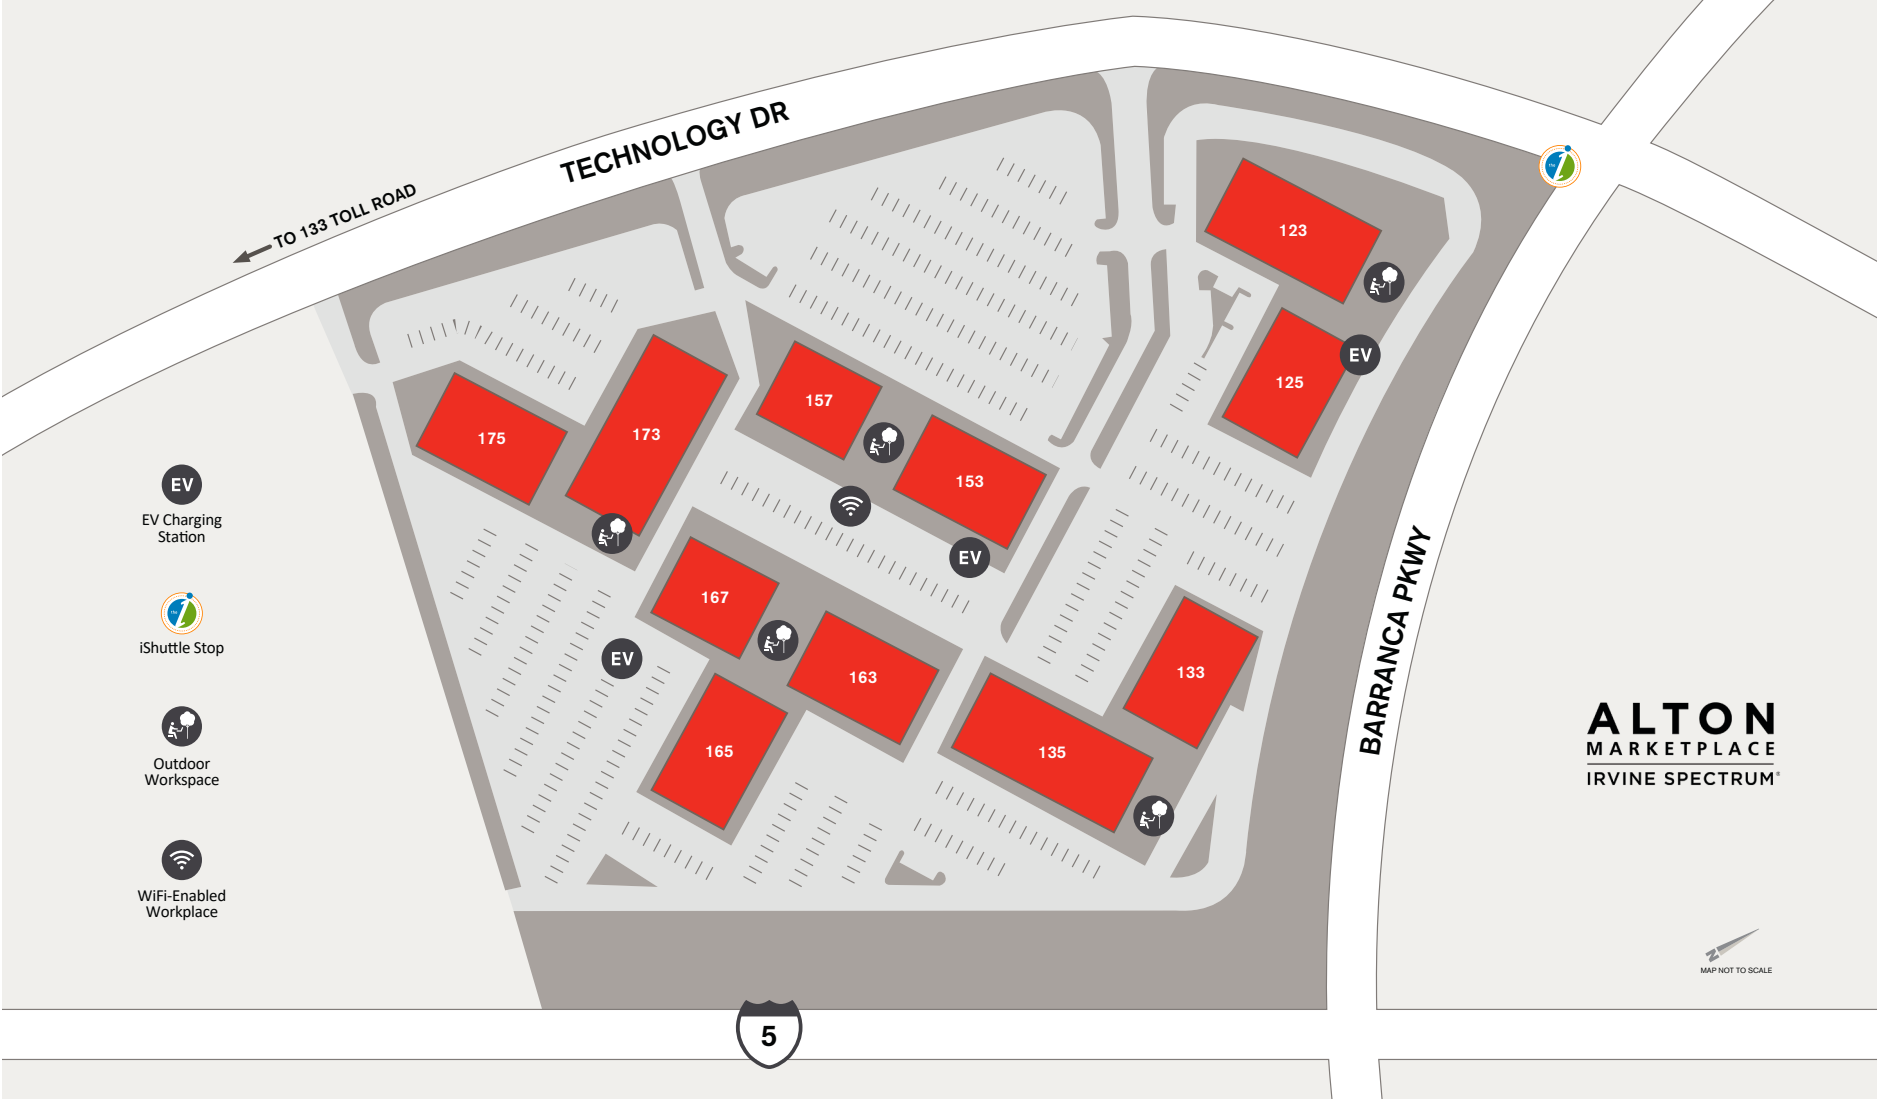 TECHNOLOGY DR
TO 133 TOLL ROAD
123
125
157
153
175
173
167
163
165
133
135
EV
EV
EV
BARRANCA PKWY
EV
EV Charging
Station
the i
iShuttle Stop
Outdoor
Workspace
WiFi-Enabled
Workplace
ALTON
MARKETPLACE
IRVINE SPECTRUM®
N
MAP NOT TO SCALE
5